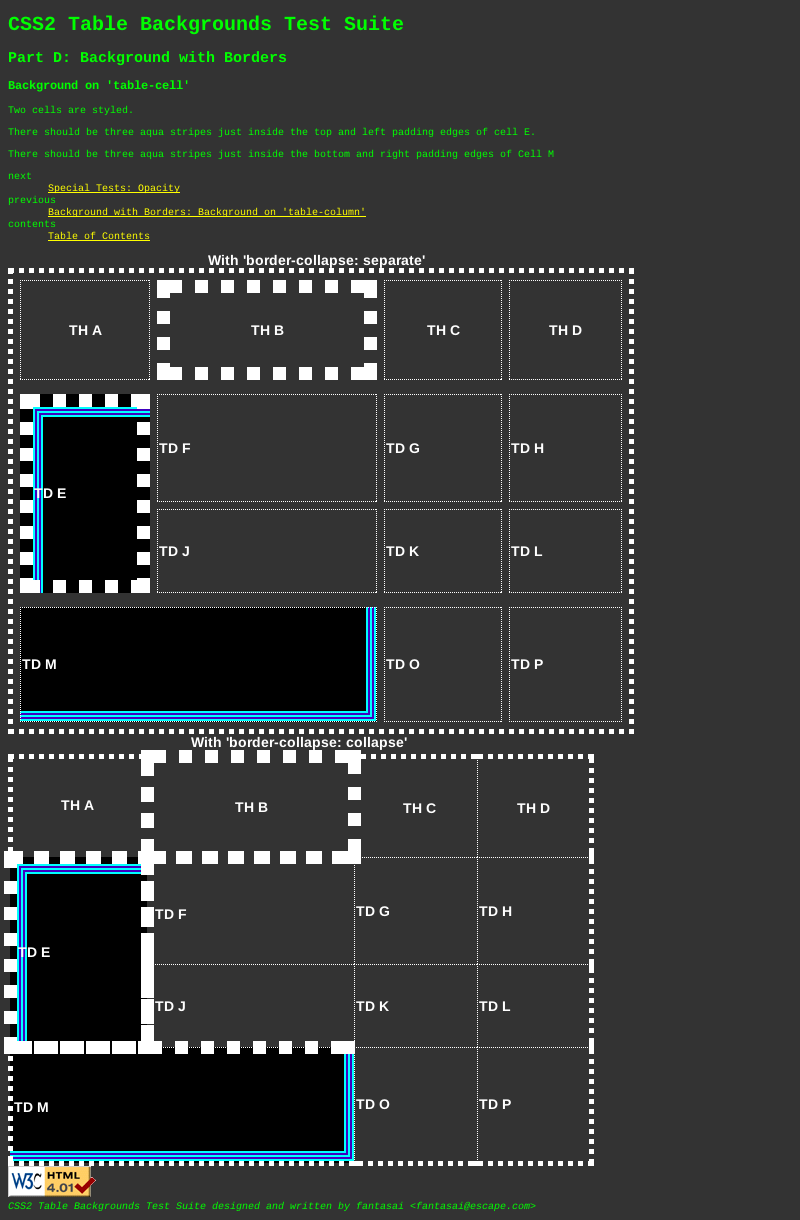 CSS2 Table Backgrounds Test Suite
Part D: Background with Borders
Background on 'table-cell'
Two cells are styled.
There should be three aqua stripes just inside the top and left padding edges of cell E.
There should be three aqua stripes just inside the bottom and right padding edges of Cell M
next
Special Tests: Opacity
previous
Background with Borders: Background on 'table-column'
contents
Table of Contents
With 'border-collapse: separate'
TH A TH B TH C TH D
TD E TD F TD G TD H
TD J TD K TD L
TD M TD O TD P
With 'border-collapse: collapse'
TH A TH B TH C TH D
TD E TD F TD G TD H
TD J TD K TD L
TD M TD O TD P
W3C HTML 4.01
CSS2 Table Backgrounds Test Suite designed and written by fantasai <fantasai@escape.com>